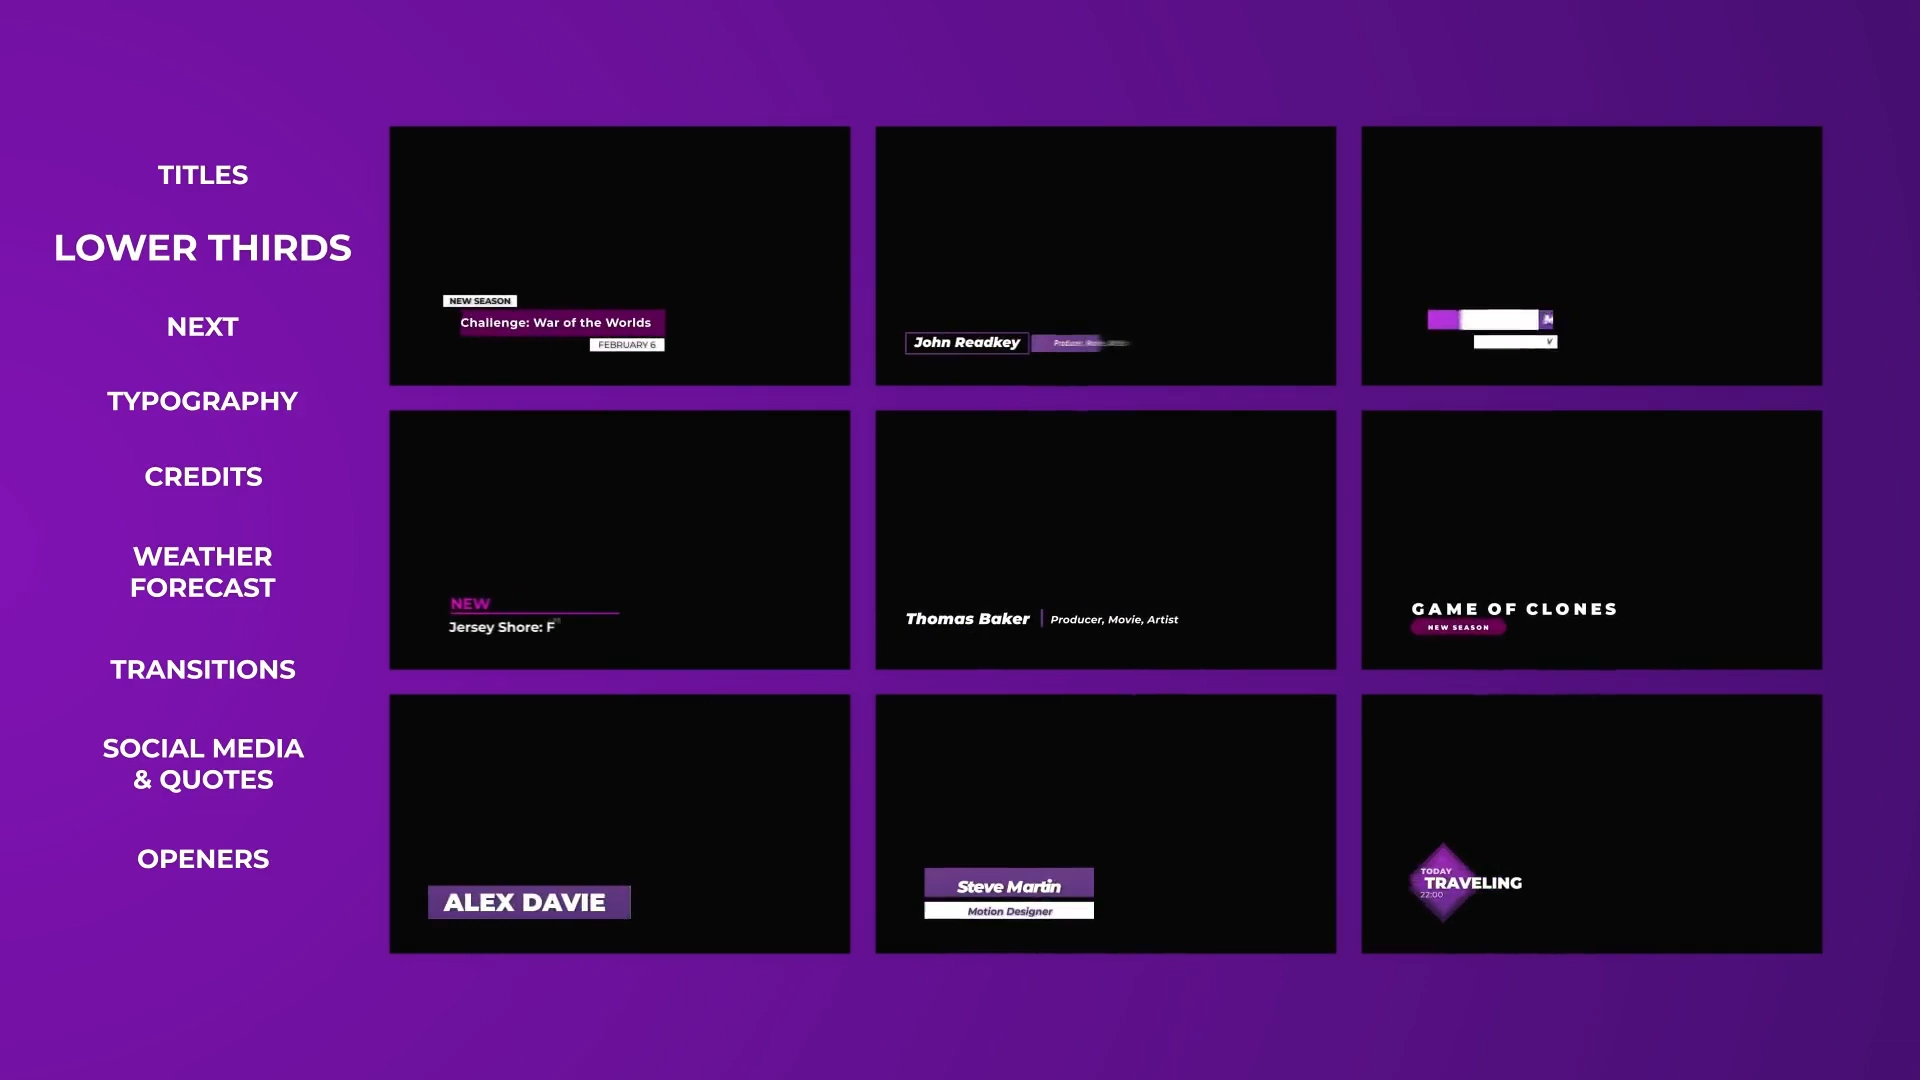 TITLES
LOWER THIRDS
NEXT
TYPOGRAPHY
CREDITS
WEATHER
FORECAST
TRANSITIONS
SOCIAL MEDIA
& QUOTES
OPENERS
NEW SEASON
Challenge: War of the Worlds
FEBRUARY 6
John Readkey
Producer,
NEW
Jersey Shore: F
Thomas Baker
Producer, Movie, Artist
GAME OF CLONES
NEW SEASON
ALEX DAVIE
Steve Martin
Motion Designer
TODAY
TRAVELING
22:00